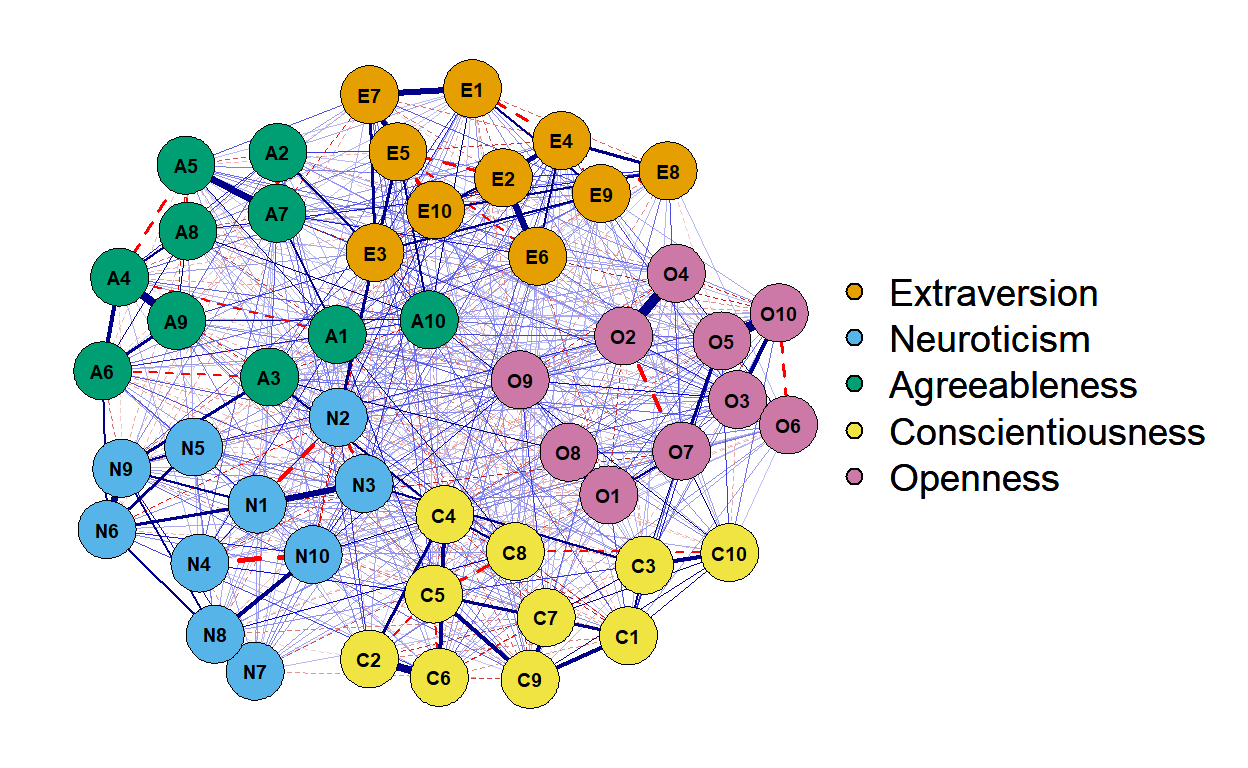 E7
E1
E5
E4
E2
E8
E9
E10
E3
E6
A5
A2
A7
A8
A4
A9
A1
A10
A6
A3
O4
O10
O2
O5
O9
O3
O6
O7
O8
O1
N2
N5
N9
N3
N1
N6
N10
N4
N8
N7
C4
C8
C10
C3
C5
C7
C1
C2
C6
C9
Extraversion
Neuroticism
Agreeableness
Conscientiousness
Openness